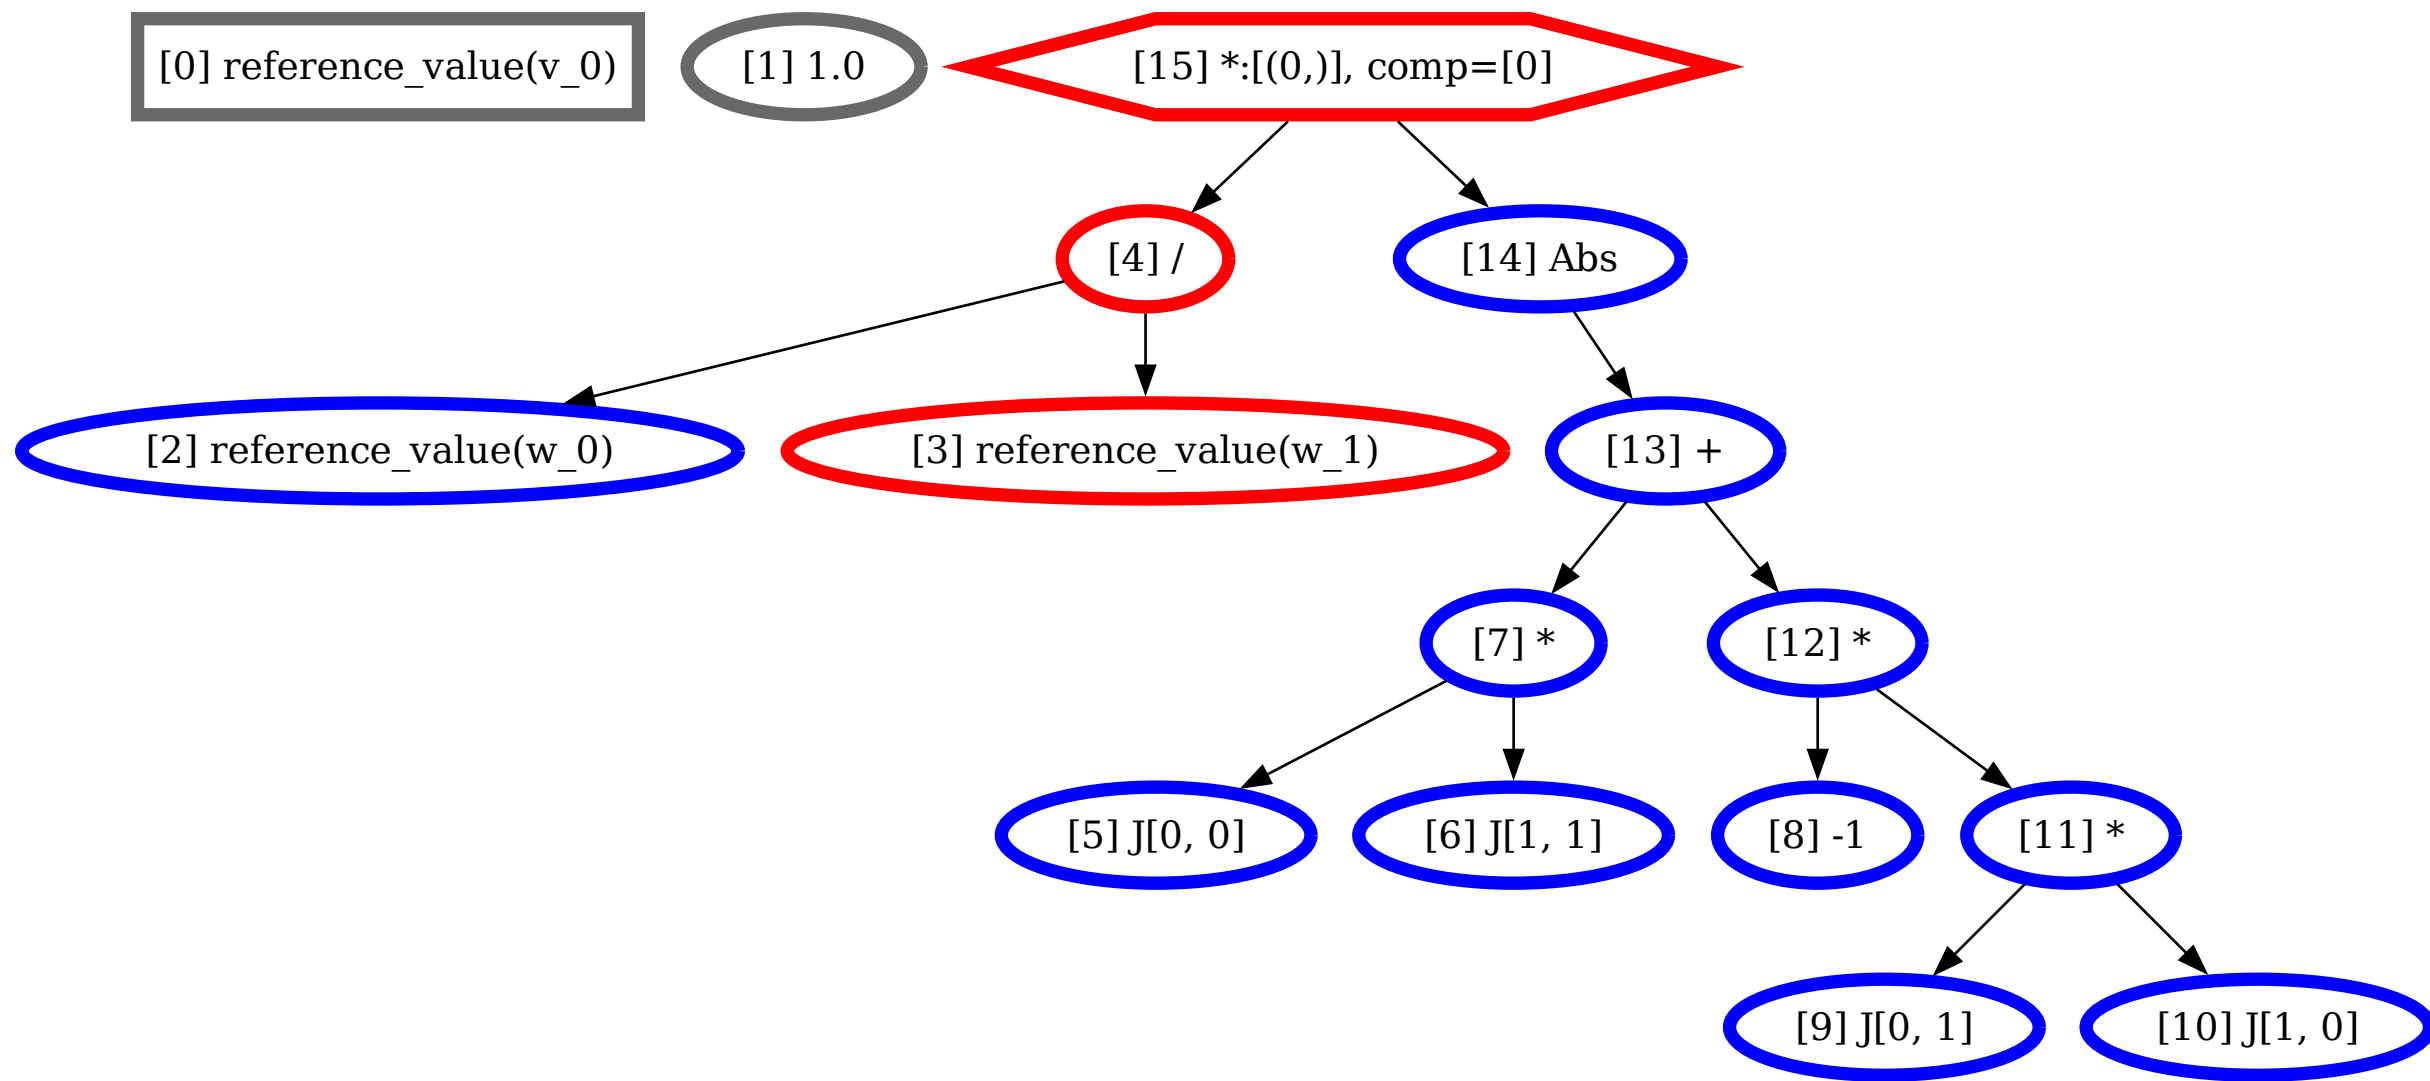 [0] reference_value(v_0)
[1] 1.0
[15] *:[(0,)], comp=[0]
[4] /
[14] Abs
[2] reference_value(w_0)
[3] reference_value(w_1)
[13] +
[7] *
[12] *
[5] J[0, 0]
[6] J[1, 1]
[8] -1
[11] *
[9] J[0, 1]
[10] J[1, 0]